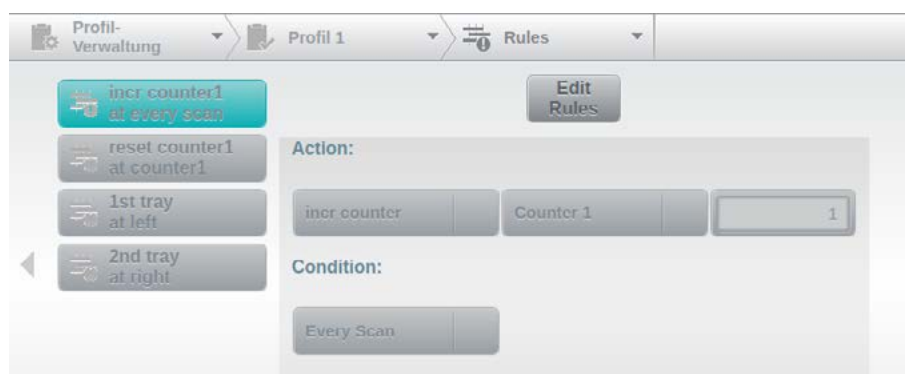 Profil-
Verwaltung
Profil 1
Rules
incr counter1
at every scan
Edit
Rules
reset counter1
at counter1
Action:
1st tray
at left
incr counter
Counter 1
1
2nd tray
at right
Condition:
Every Scan